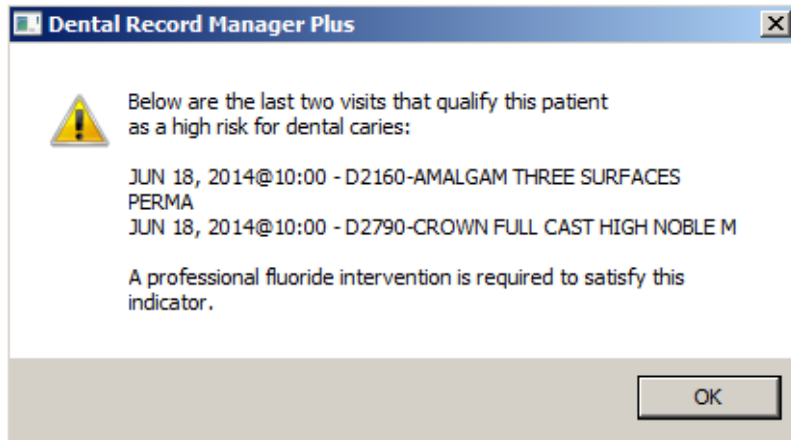 Dental Record Manager Plus
Below are the last two visits that qualify this patient
as a high risk for dental caries:
JUN 18, 2014@10:00 - D2160-AMALGAM THREE SURFACES
PERMA
JUN 18, 2014@10:00 - D2790-CROWN FULL CAST HIGH NOBLE M
A professional fluoride intervention is required to satisfy this
indicator.
OK